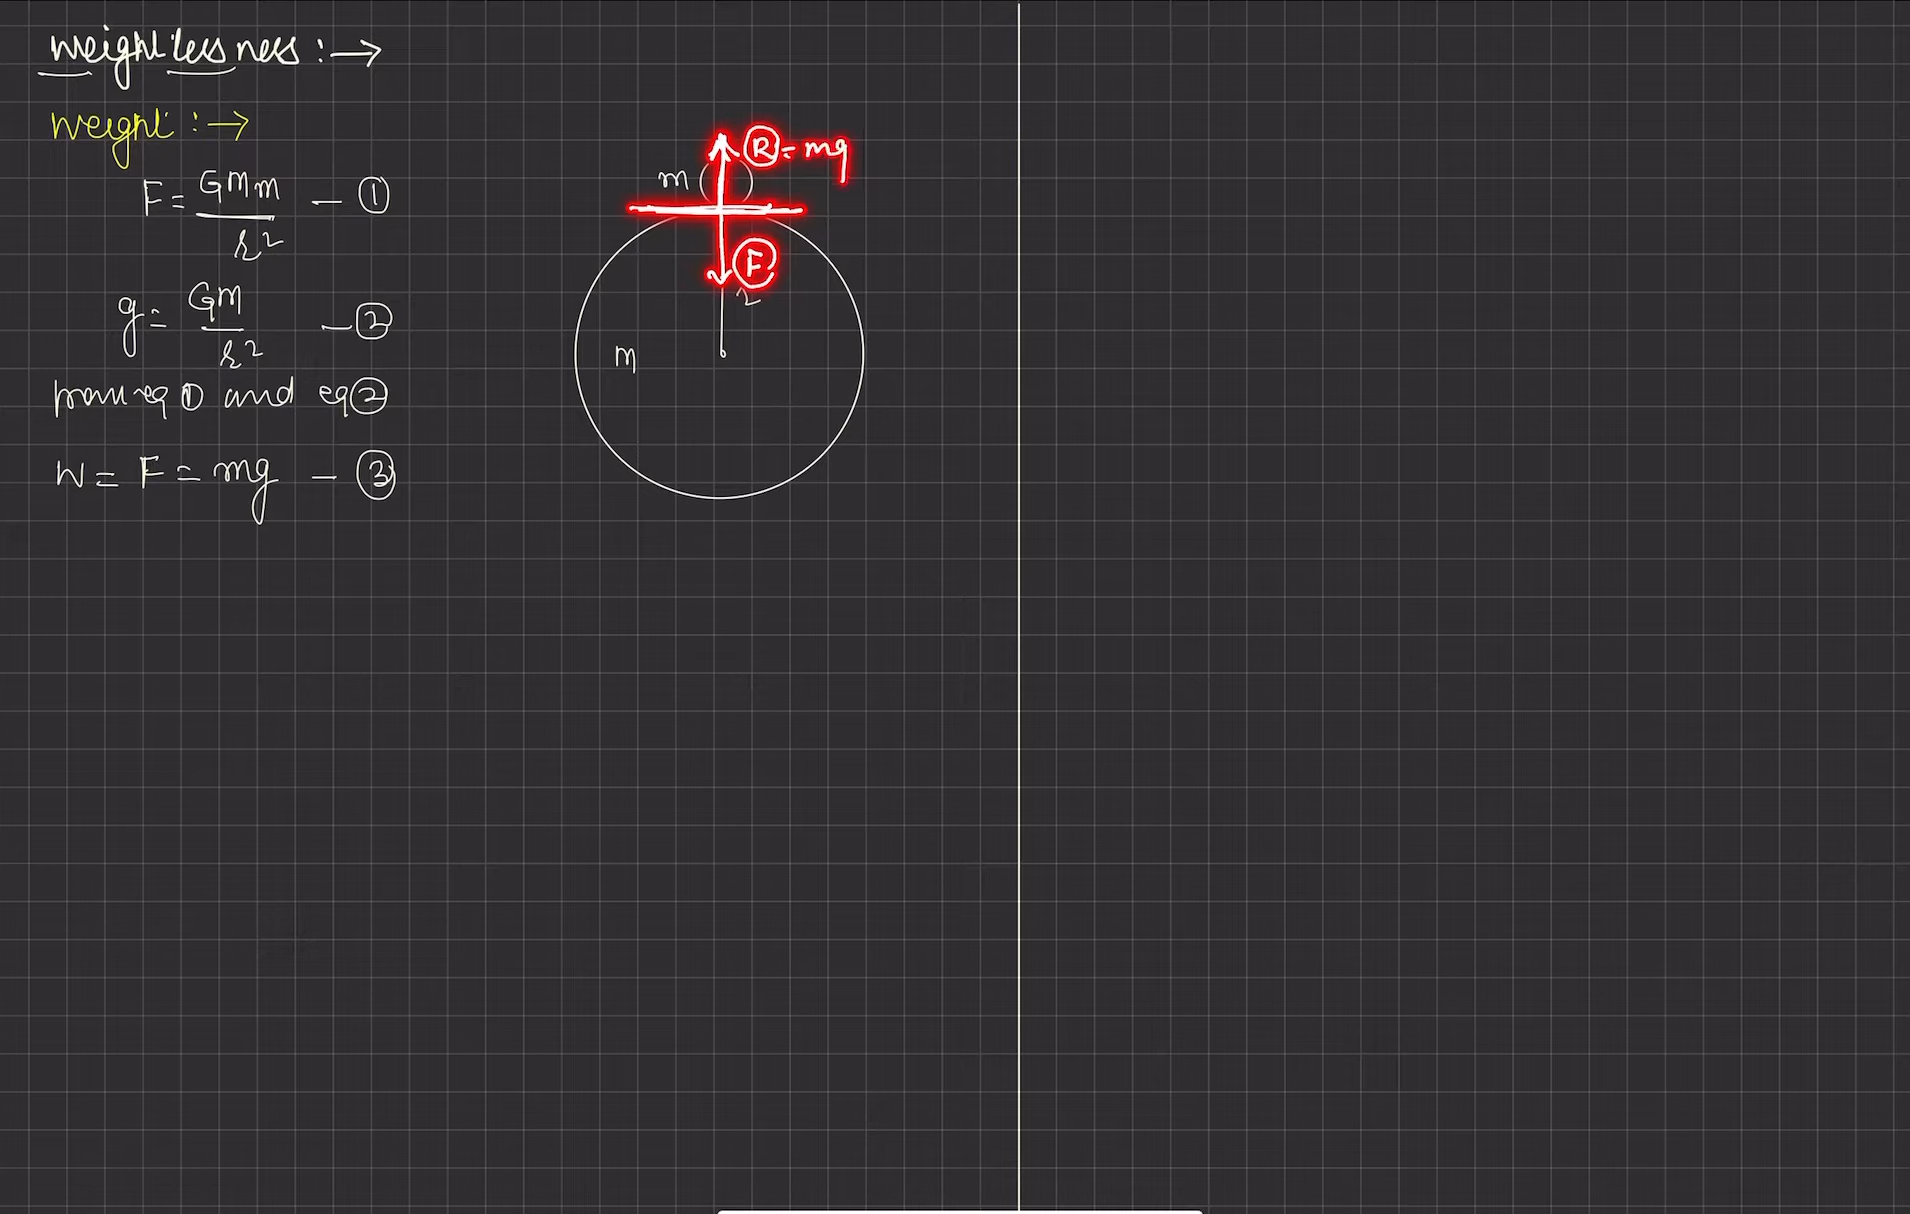 weightlessness :→
weight :→
F = GMm / r² — ①
g = GM / r² — ②
from eq ① and eq ②
W = F = mg — ③
R = mg
m
F
r
m